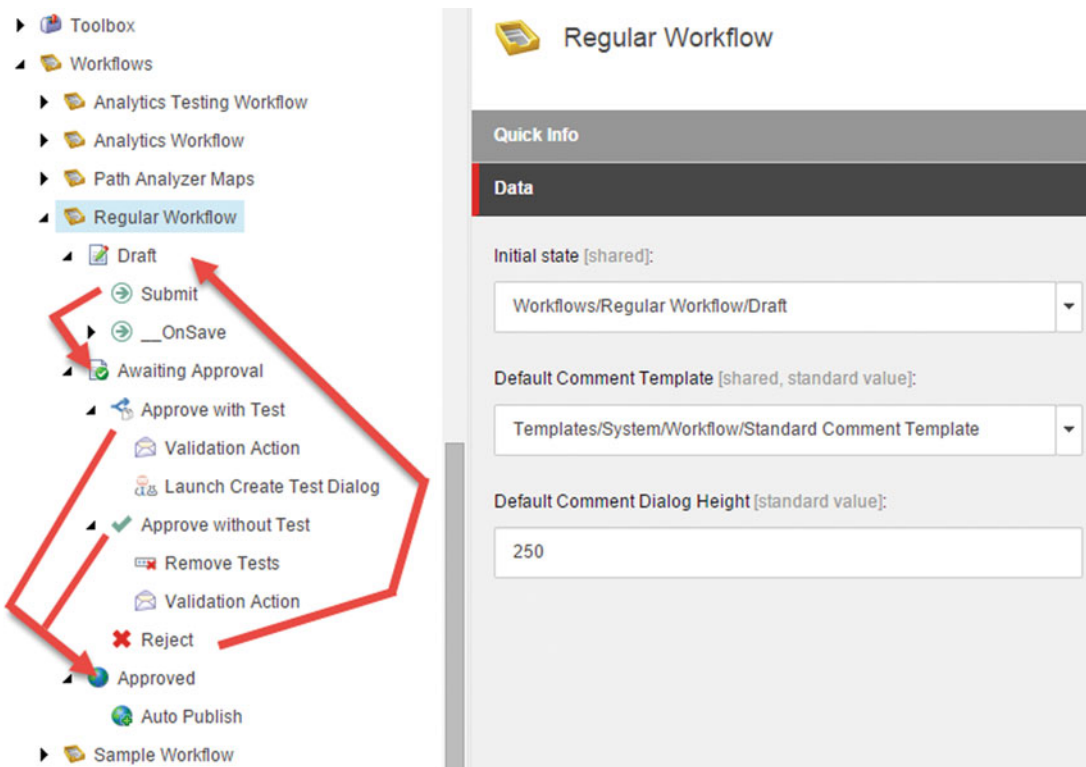 Toolbox
Workflows
Analytics Testing Workflow
Analytics Workflow
Path Analyzer Maps
Regular Workflow
Draft
Submit
__OnSave
Awaiting Approval
Approve with Test
Validation Action
Launch Create Test Dialog
Approve without Test
Remove Tests
Validation Action
Reject
Approved
Auto Publish
Sample Workflow
Regular Workflow
Quick Info
Data
Initial state [shared]:
Workflows/Regular Workflow/Draft
Default Comment Template [shared, standard value]:
Templates/System/Workflow/Standard Comment Template
Default Comment Dialog Height [standard value]:
250